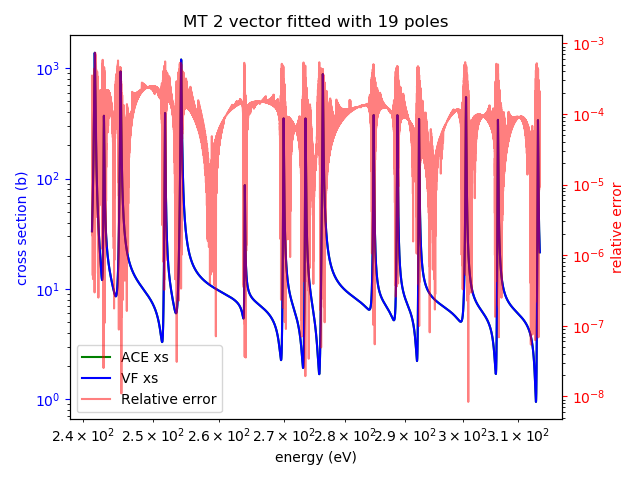 MT 2 vector fitted with 19 poles
cross section (b)
10³
10²
10¹
10⁰
10⁻³
10⁻⁴
10⁻⁵
10⁻⁶
10⁻⁷
10⁻⁸
relative error
ACE xs
VF xs
Relative error
2.4 × 10² 2.5 × 10² 2.6 × 10² 2.7 × 10² 2.8 × 10² 2.9 × 10² 3 × 10² 3.1 × 10²
energy (eV)